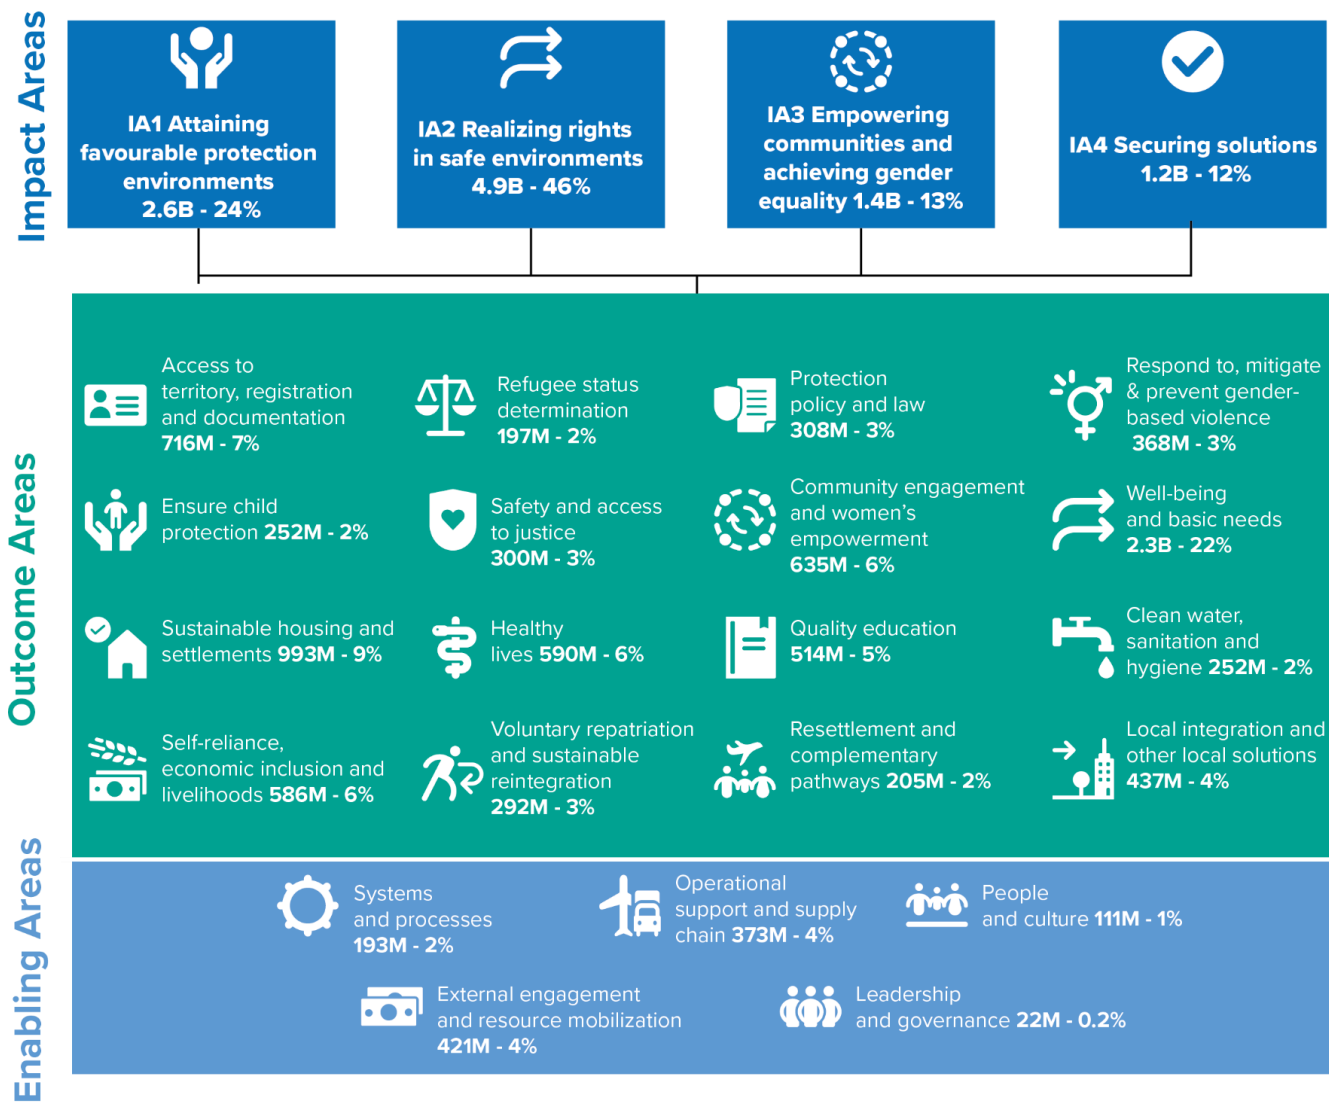 Impact Areas
IA1 Attaining
favourable protection
environments
2.6B - 24%
IA2 Realizing rights
in safe environments
4.9B - 46%
IA3 Empowering
communities and
achieving gender
equality 1.4B - 13%
IA4 Securing solutions
1.2B - 12%
Outcome Areas
Access to
territory, registration
and documentation
716M - 7%
Refugee status
determination
197M - 2%
Protection
policy and law
308M - 3%
Respond to, mitigate
& prevent gender-
based violence
368M - 3%
Ensure child
protection 252M - 2%
Safety and access
to justice
300M - 3%
Community engagement
and women's
empowerment
635M - 6%
Well-being
and basic needs
2.3B - 22%
Sustainable housing and
settlements 993M - 9%
Healthy
lives 590M - 6%
Quality education
514M - 5%
Clean water,
sanitation and
hygiene 252M - 2%
Self-reliance,
economic inclusion and
livelihoods 586M - 6%
Voluntary repatriation
and sustainable
reintegration
292M - 3%
Resettlement and
complementary
pathways 205M - 2%
Local integration and
other local solutions
437M - 4%
Enabling Areas
Systems
and processes
193M - 2%
Operational
support and supply
chain 373M - 4%
People
and culture 111M - 1%
External engagement
and resource mobilization
421M - 4%
Leadership
and governance 22M - 0.2%